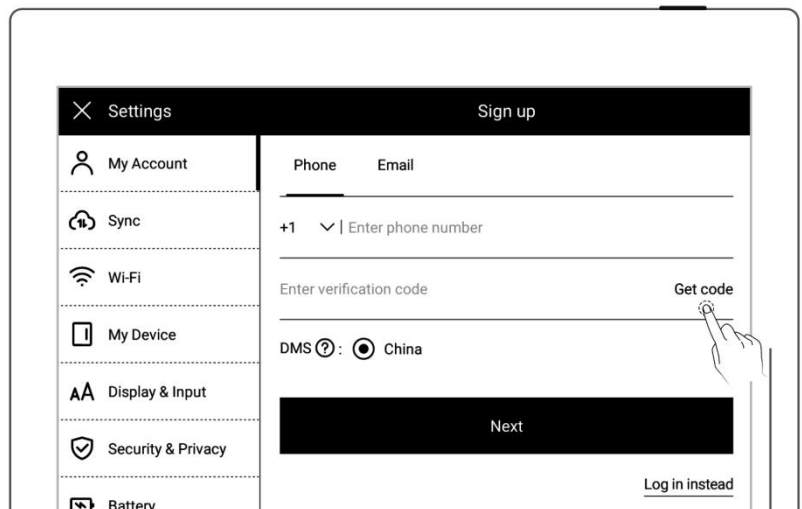 Settings
Sign up
My Account
Sync
Wi-Fi
My Device
Display & Input
Security & Privacy
Battery
Phone Email
+1 Enter phone number
Enter verification code Get code
DMS ? : China
Next
Log in instead